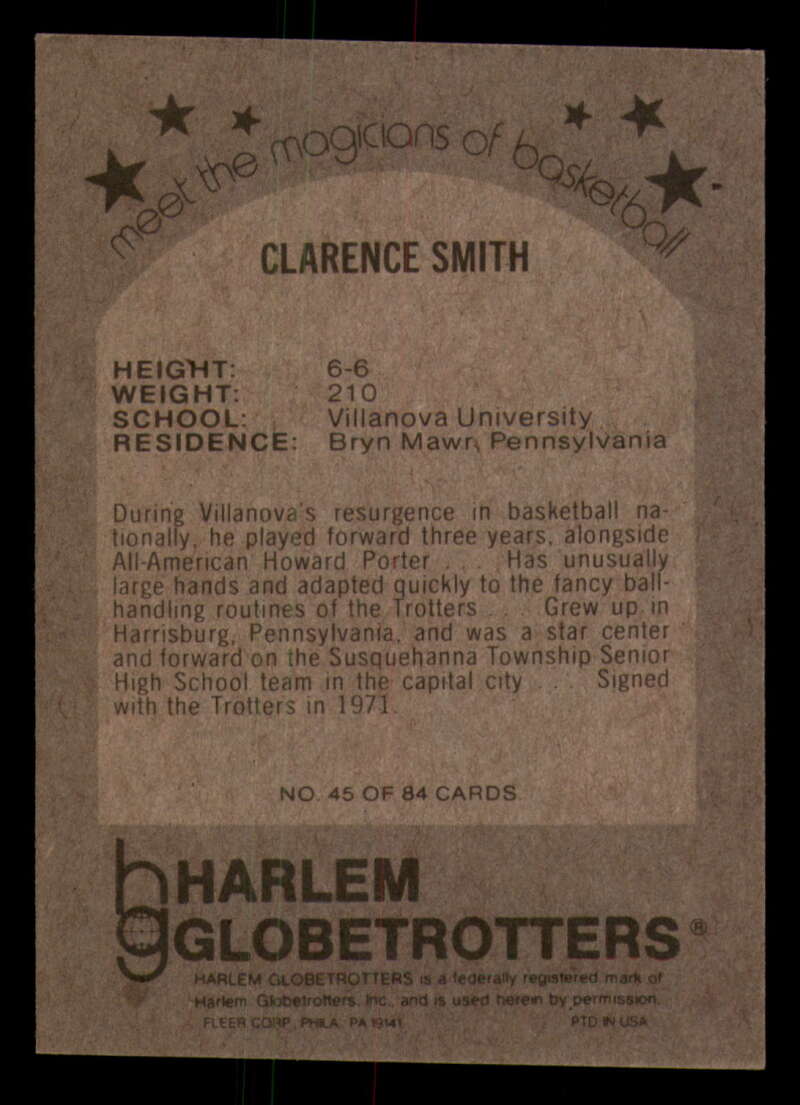 meet the magicians of basketball
CLARENCE SMITH
HEIGHT: 6-6
WEIGHT: 210
SCHOOL: Villanova University
RESIDENCE: Bryn Mawr, Pennsylvania
During Villanova's resurgence in basketball na-
tionally, he played forward three years, alongside
All-American Howard Porter . . . Has unusually
large hands and adapted quickly to the fancy ball-
handling routines of the Trotters . . . Grew up in
Harrisburg, Pennsylvania, and was a star center
and forward on the Susquehanna Township Senior
High School team in the capital city . . . Signed
with the Trotters in 1971.
NO. 45 OF 84 CARDS
hg HARLEM
GLOBETROTTERS®
HARLEM GLOBETROTTERS is a federally registered mark of
Harlem Globetrotters, Inc., and is used herein by permission.
FLEER CORP., PHILA. PA 19141 PTD IN USA